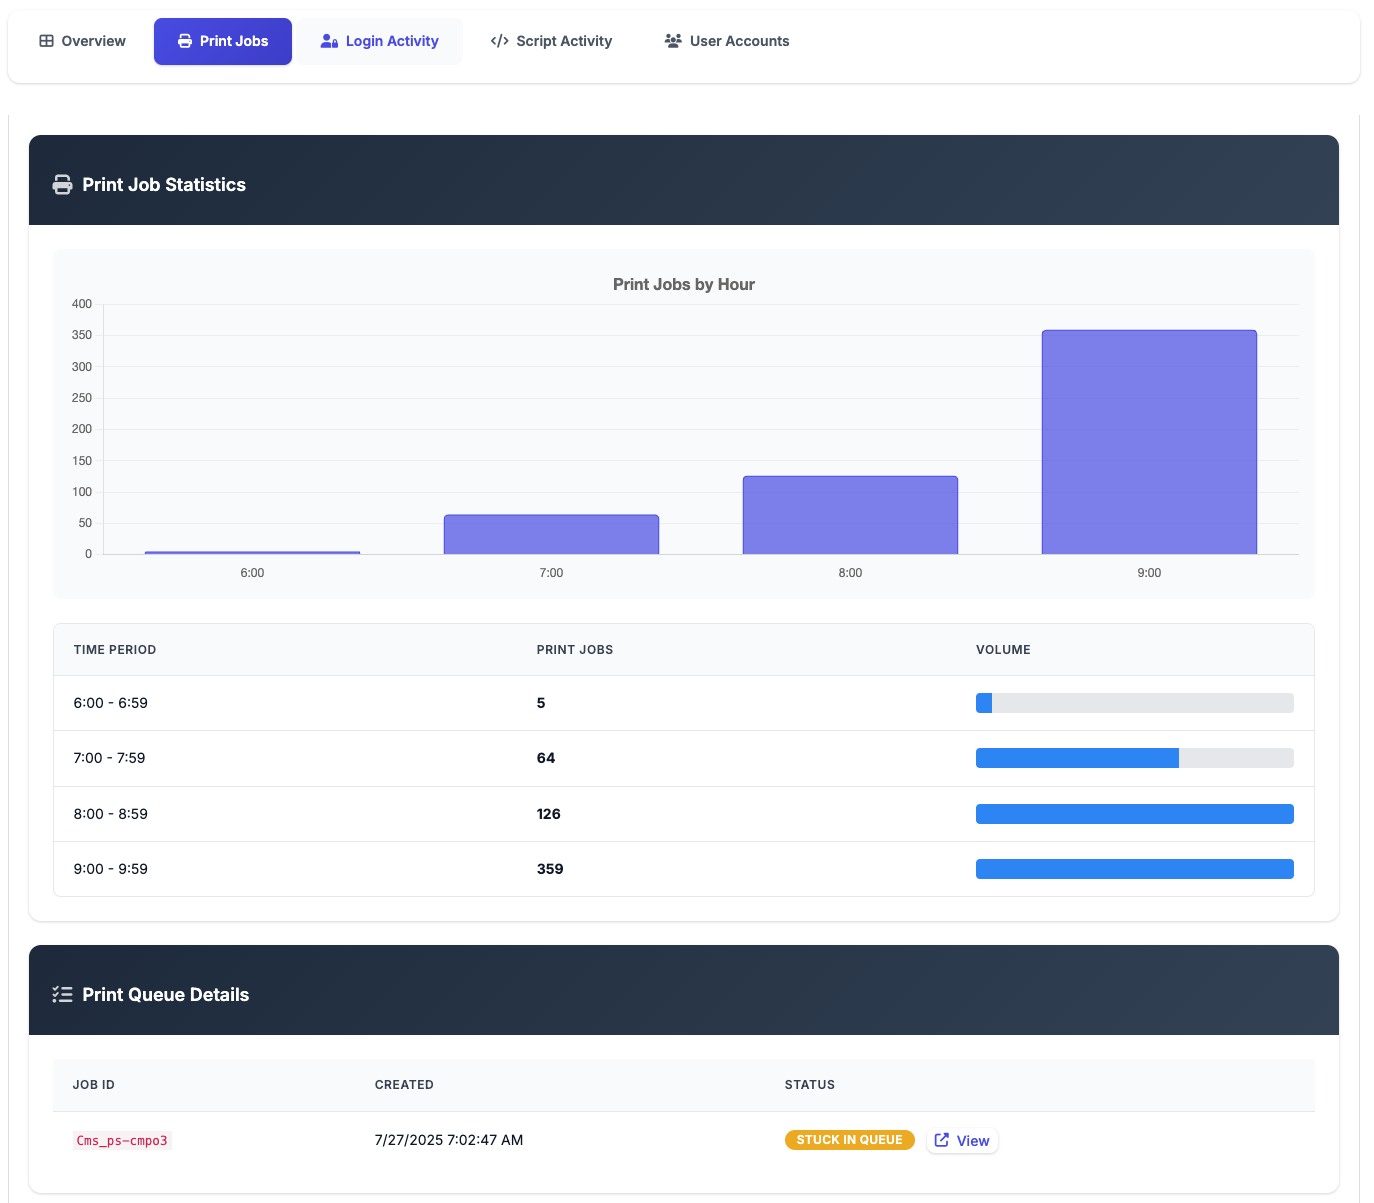 Overview Print Jobs Login Activity Script Activity User Accounts
Print Job Statistics
Print Jobs by Hour
400
350
300
250
200
150
100
50
0
6:00 7:00 8:00 9:00
TIME PERIOD PRINT JOBS VOLUME
6:00 - 6:59 5
7:00 - 7:59 64
8:00 - 8:59 126
9:00 - 9:59 359
Print Queue Details
JOB ID CREATED STATUS
Cms_ps-cmpo3 7/27/2025 7:02:47 AM STUCK IN QUEUE View